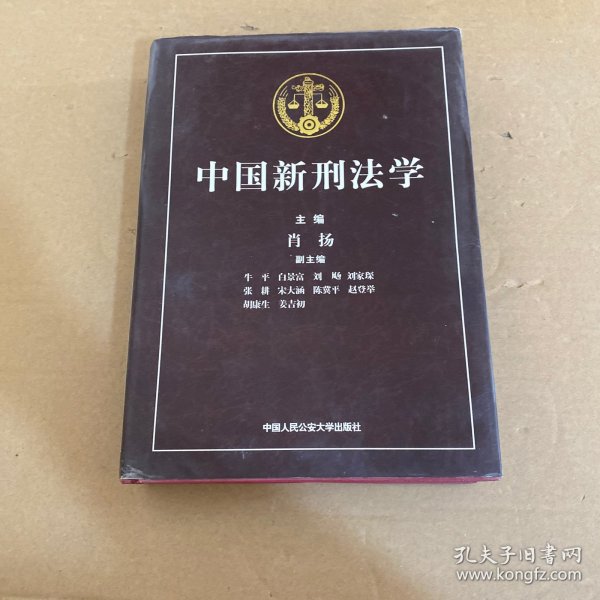 中国新刑法学
主编
肖扬
副主编
牛平 白景富 刘飏 刘家琛
张耕 宋大涵 陈冀平 赵登举
胡康生 姜吉初
中国人民公安大学出版社
孔夫子旧书网
www.kongfz.com